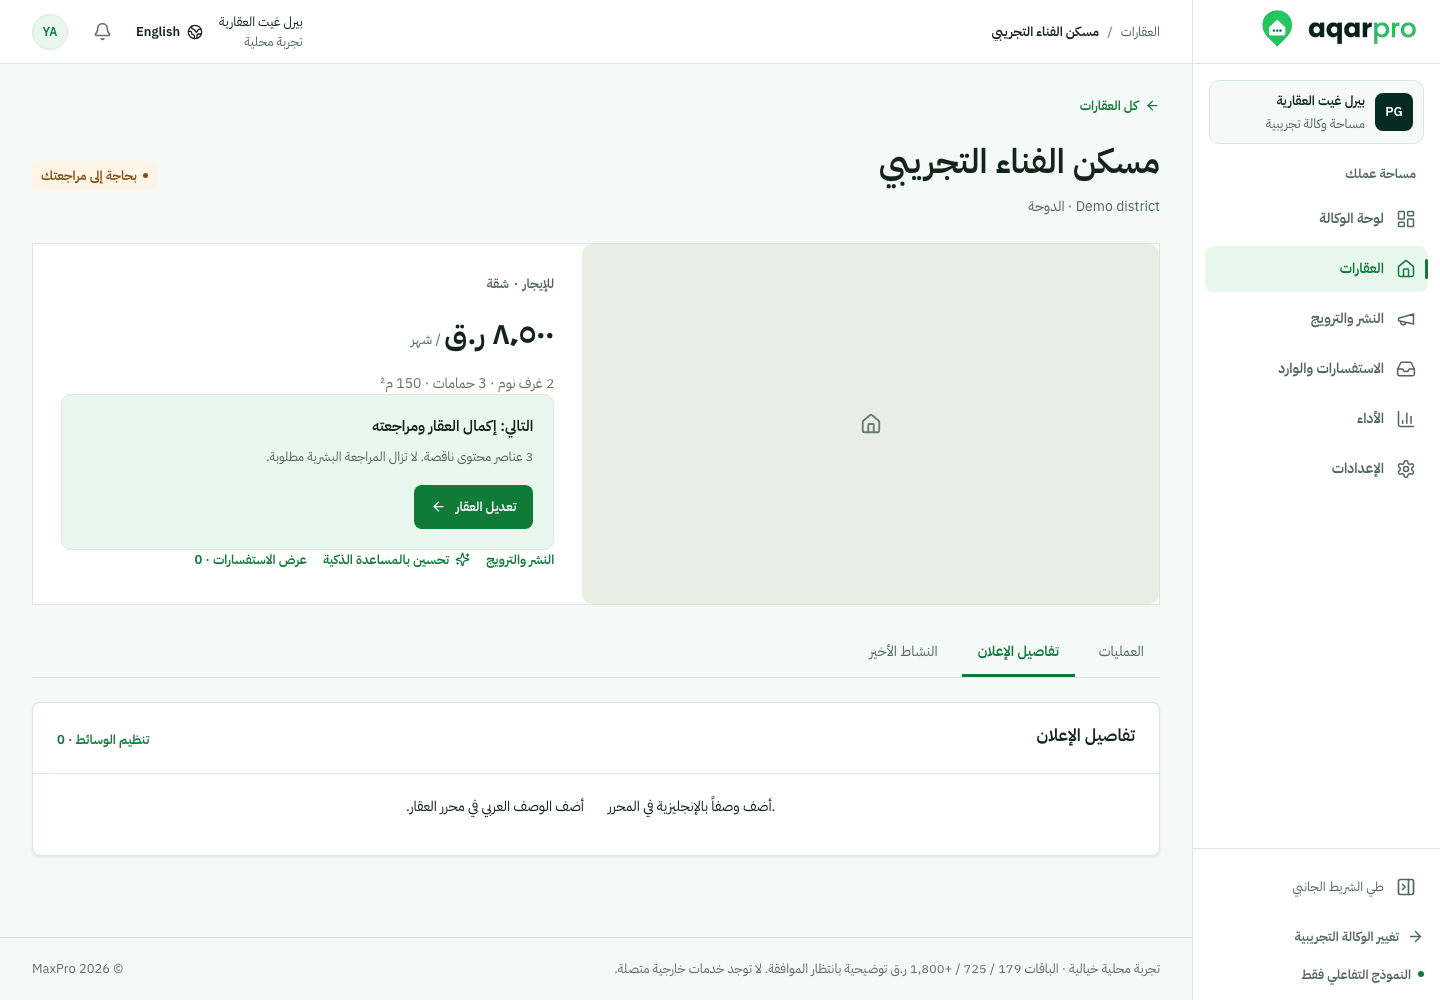 aqarpro
PG
بيرل غيت العقارية
مساحة وكالة تجريبية
مساحة عملك
لوحة الوكالة
العقارات
النشر والترويج
الاستفسارات والوارد
الأداء
الإعدادات
طي الشريط الجانبي
تغيير الوكالة التجريبية
النموذج التفاعلي فقط
العقارات / مسكن الفناء التجريبي
بيرل غيت العقارية
تجربة محلية
English
YA
كل العقارات
مسكن الفناء التجريبي
Demo district · الدوحة
بحاجة إلى مراجعتك
للإيجار · شقة
٨٬٥٠٠ ر.ق / شهر
2 غرف نوم · 3 حمامات · 150 م²
التالي: إكمال العقار ومراجعته
3 عناصر محتوى ناقصة. لا تزال المراجعة البشرية مطلوبة.
تعديل العقار
النشر والترويج تحسين بالمساعدة الذكية عرض الاستفسارات · 0
العمليات تفاصيل الإعلان النشاط الأخير
تفاصيل الإعلان
تنظيم الوسائط · 0
أضف وصفاً بالإنجليزية في المحرر.
أضف الوصف العربي في محرر العقار.
تجربة محلية خيالية · الباقات 179 / 725 / +1,800 ر.ق توضيحية بانتظار الموافقة. لا توجد خدمات خارجية متصلة.
© 2026 MaxPro